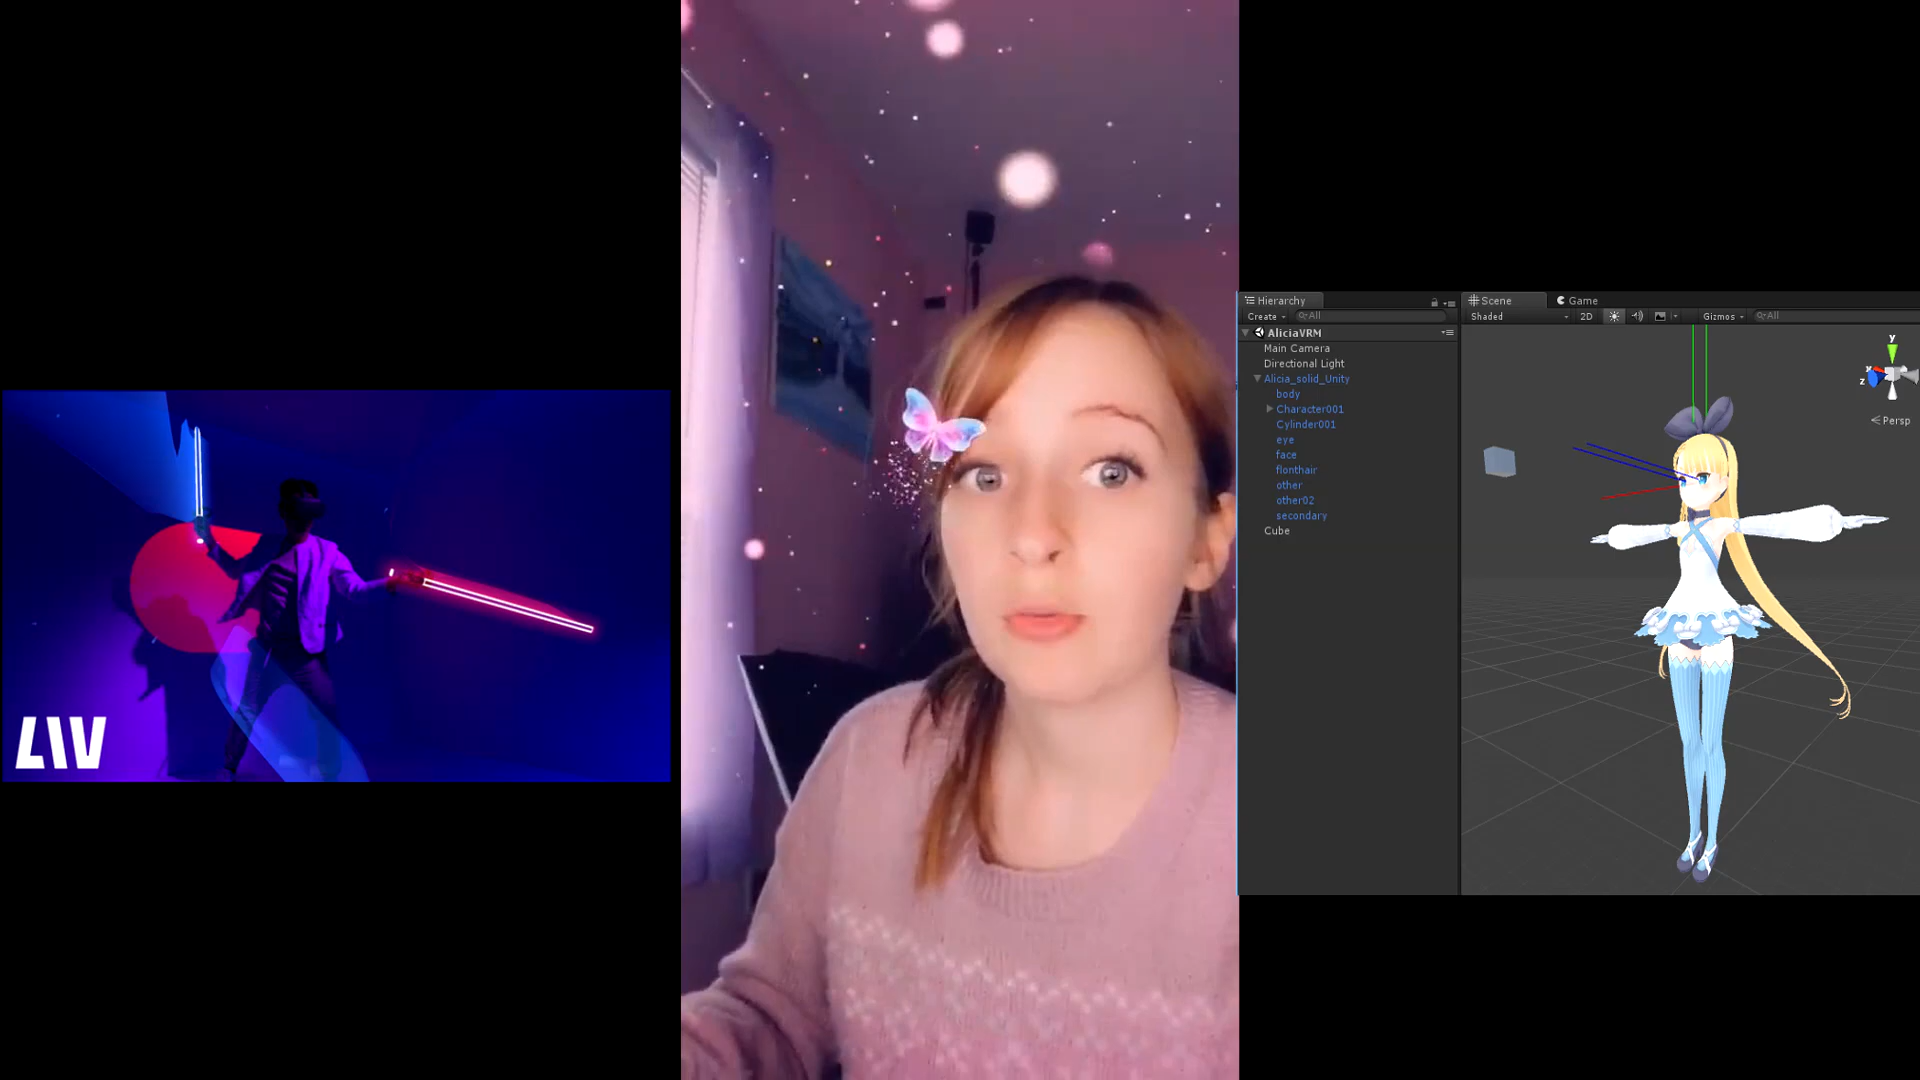 LIV
Hierarchy
Create
All
AliciaVRM
Main Camera
Directional Light
Alicia_solid_Unity
body
Character001
Cylinder001
eye
face
flonthair
other
other02
secondary
Cube
Scene
Game
Shaded
2D
Gizmos
All
y
x
z
Persp